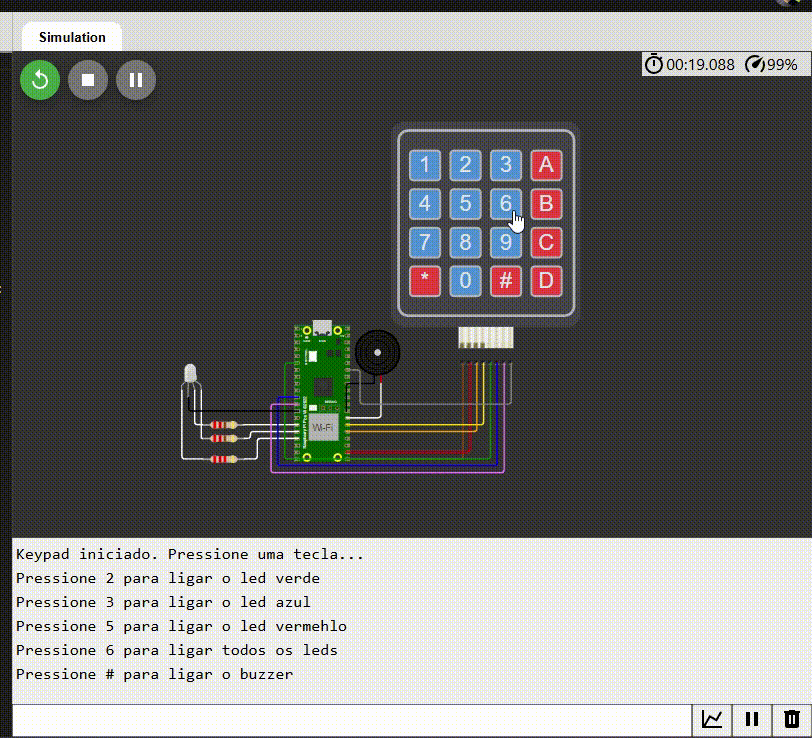 Simulation
00:19.088 99%
1 2 3 A
4 5 6 B
7 8 9 C
* 0 # D
Wi-Fi
Keypad iniciado. Pressione uma tecla...
Pressione 2 para ligar o led verde
Pressione 3 para ligar o led azul
Pressione 5 para ligar o led vermehlo
Pressione 6 para ligar todos os leds
Pressione # para ligar o buzzer